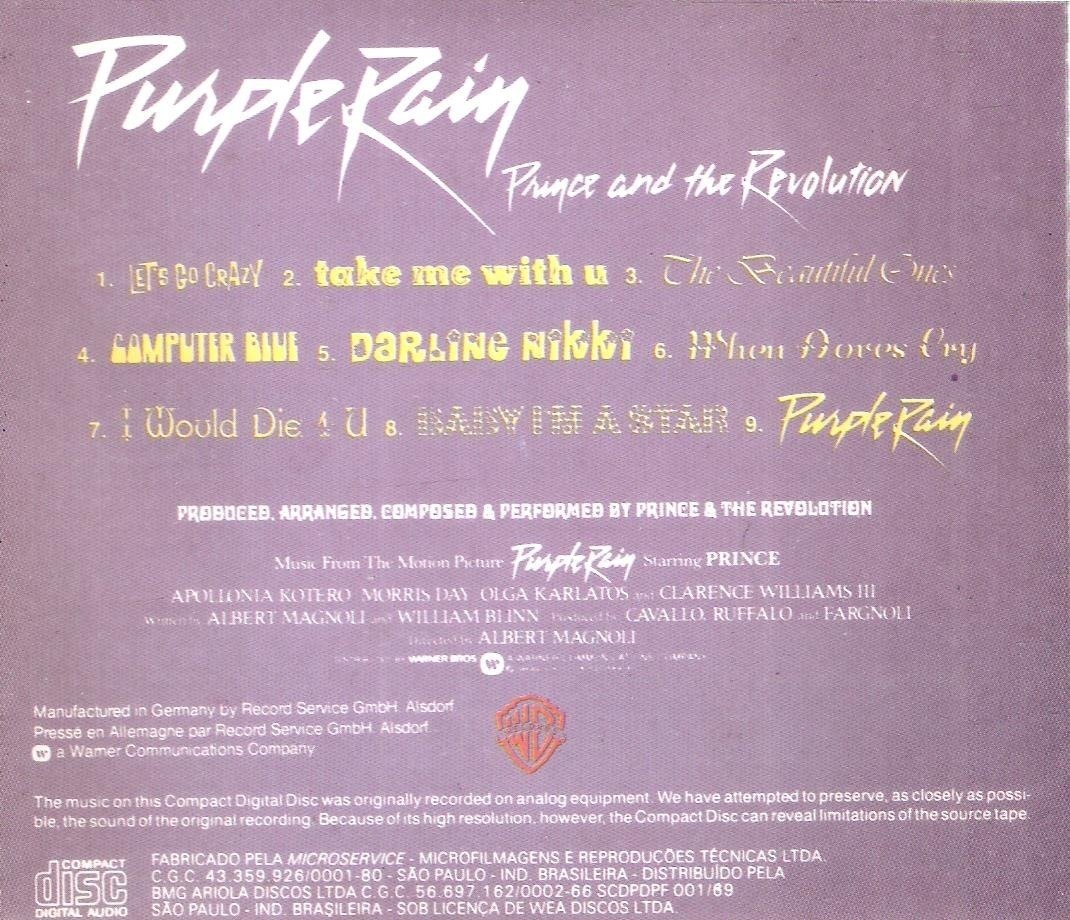 Purple Rain
Prince and the Revolution
1. LET'S GO CRAZY 2. take me with u 3. The Beautiful Ones
4. COMPUTER BLUE 5. DARLING NIKKI 6. When Doves Cry
7. I Would Die 4 U 8. BABY I'M A STAR 9. Purple Rain
PRODUCED, ARRANGED, COMPOSED & PERFORMED BY PRINCE & THE REVOLUTION
Music From The Motion Picture Purple Rain Starring PRINCE
APOLLONIA KOTERO MORRIS DAY OLGA KARLATOS and CLARENCE WILLIAMS III
Written by ALBERT MAGNOLI and WILLIAM BLINN Produced by CAVALLO, RUFFALO and FARGNOLI
Directed by ALBERT MAGNOLI
DISTRIBUTED BY WARNER BROS A WARNER COMMUNICATIONS COMPANY
Manufactured in Germany by Record Service GmbH. Alsdorf
Pressé en Allemagne par Record Service GmbH. Alsdorf
a Warner Communications Company
The music on this Compact Digital Disc was originally recorded on analog equipment. We have attempted to preserve, as closely as possi-
ble, the sound of the original recording. Because of its high resolution, however, the Compact Disc can reveal limitations of the source tape.
COMPACT
disc
DIGITAL AUDIO
FABRICADO PELA MICROSERVICE - MICROFILMAGENS E REPRODUÇÕES TÉCNICAS LTDA.
C.G.C. 43.359.926/0001-80 - SÃO PAULO - IND. BRASILEIRA - DISTRIBUÍDO PELA
BMG ARIOLA DISCOS LTDA C.G.C. 56.697.162/0002-66 SCDPDPF 001/89
SÃO PAULO - IND. BRASILEIRA - SOB LICENÇA DE WEA DISCOS LTDA.